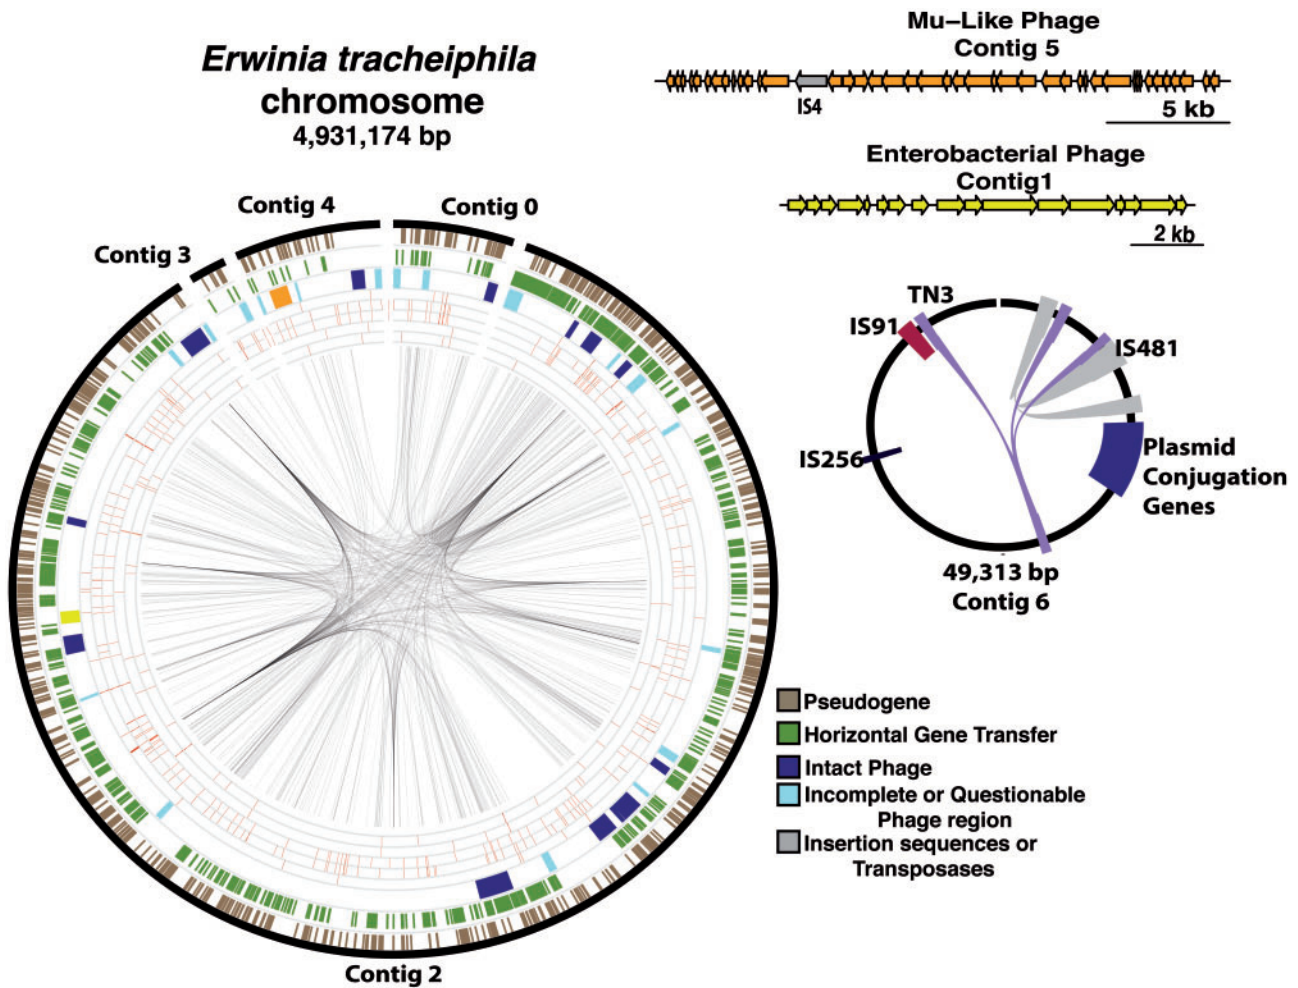 Erwinia tracheiphila
chromosome
4,931,174 bp
Mu-Like Phage
Contig 5
IS4
5 kb
Enterobacterial Phage
Contig1
2 kb
Contig 4
Contig 0
Contig 3
Contig 2
TN3
IS91
IS481
IS256
Plasmid
Conjugation
Genes
49,313 bp
Contig 6
Pseudogene
Horizontal Gene Transfer
Intact Phage
Incomplete or Questionable
Phage region
Insertion sequences or
Transposases